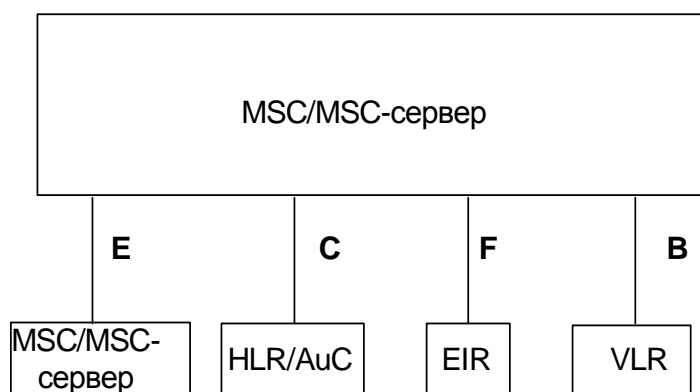 MSC/MSC-сервер
E
C
F
B
MSC/MSC-
сервер
HLR/AuC
EIR
VLR